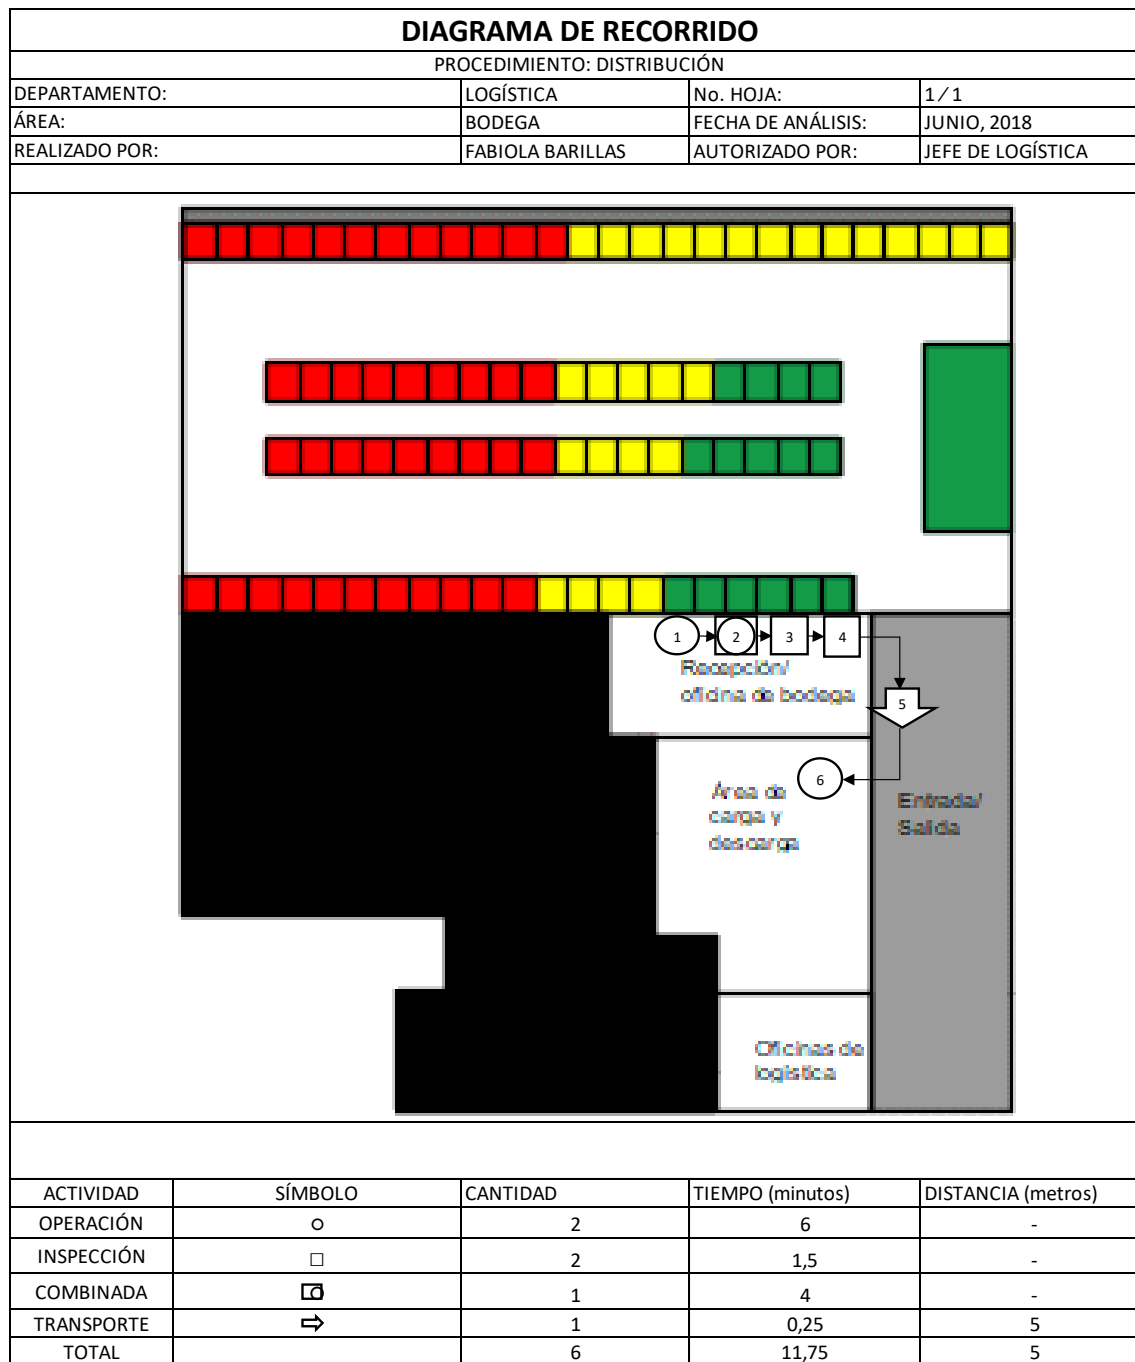 DIAGRAMA DE RECORRIDO
PROCEDIMIENTO: DISTRIBUCIÓN
DEPARTAMENTO: LOGÍSTICA No. HOJA: 1 / 1
ÁREA: BODEGA FECHA DE ANÁLISIS: JUNIO, 2018
REALIZADO POR: FABIOLA BARILLAS AUTORIZADO POR: JEFE DE LOGÍSTICA
1 2 3 4
Recepción/
oficina de bodega
5
6
Área de
carga y
descarga
Entrada/
Salida
Oficinas de
logística
ACTIVIDAD SÍMBOLO CANTIDAD TIEMPO (minutos) DISTANCIA (metros)
OPERACIÓN 2 6 -
INSPECCIÓN 2 1,5 -
COMBINADA 1 4 -
TRANSPORTE 1 0,25 5
TOTAL 6 11,75 5